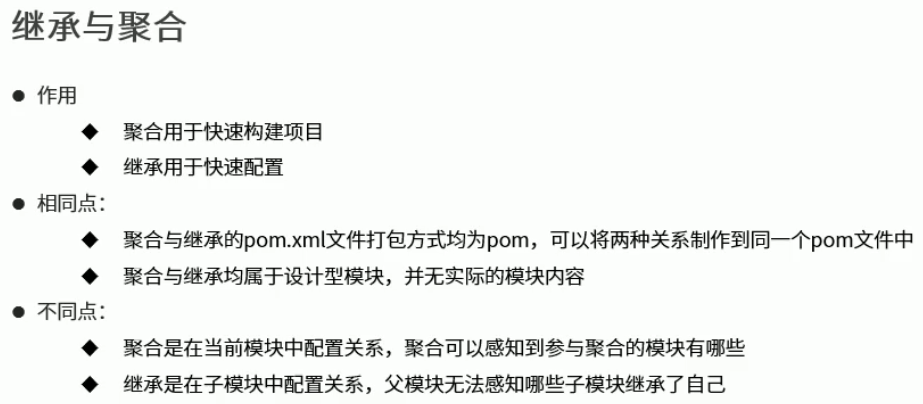 继承与聚合
● 作用
◆ 聚合用于快速构建项目
◆ 继承用于快速配置
● 相同点：
◆ 聚合与继承的pom.xml文件打包方式均为pom，可以将两种关系制作到同一个pom文件中
◆ 聚合与继承均属于设计型模块，并无实际的模块内容
● 不同点：
◆ 聚合是在当前模块中配置关系，聚合可以感知到参与聚合的模块有哪些
◆ 继承是在子模块中配置关系，父模块无法感知哪些子模块继承了自己